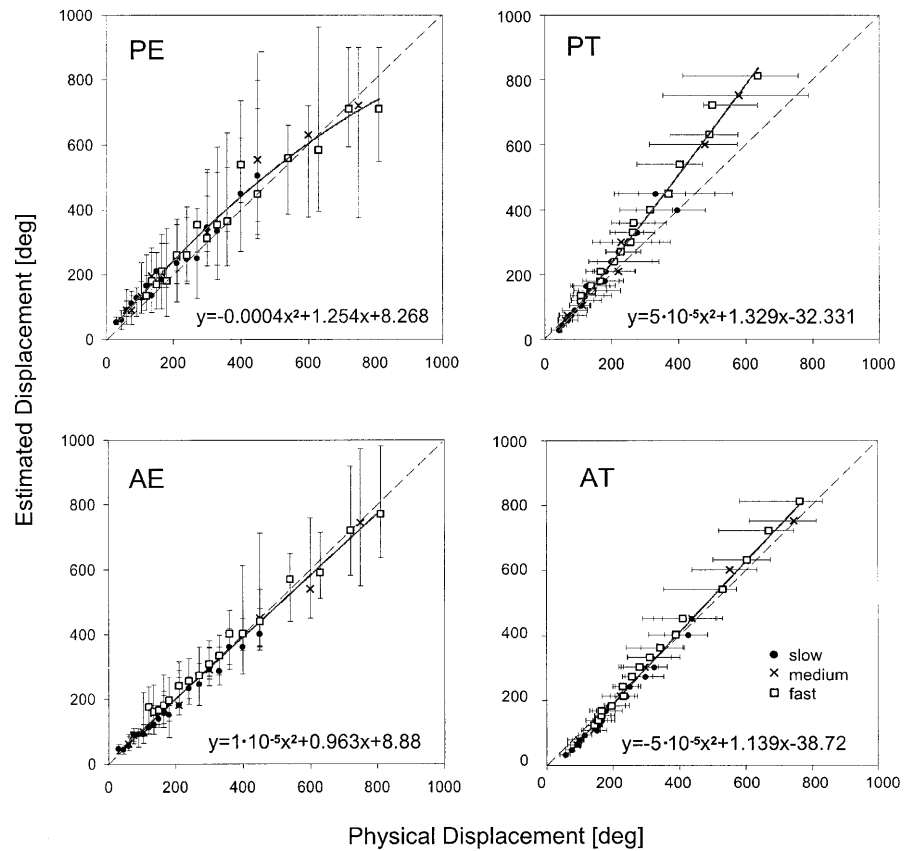 PE
1000
800
600
400
200
0
0 200 400 600 800 1000
y=-0.0004x²+1.254x+8.268
PT
1000
800
600
400
200
0
0 200 400 600 800 1000
y=5·10⁻⁵x²+1.329x-32.331
AE
1000
800
600
400
200
0
0 200 400 600 800 1000
y=1·10⁻⁵x²+0.963x+8.88
AT
1000
800
600
400
200
0
0 200 400 600 800 1000
slow
medium
fast
y=-5·10⁻⁵x²+1.139x-38.72
Estimated Displacement [deg]
Physical Displacement [deg]